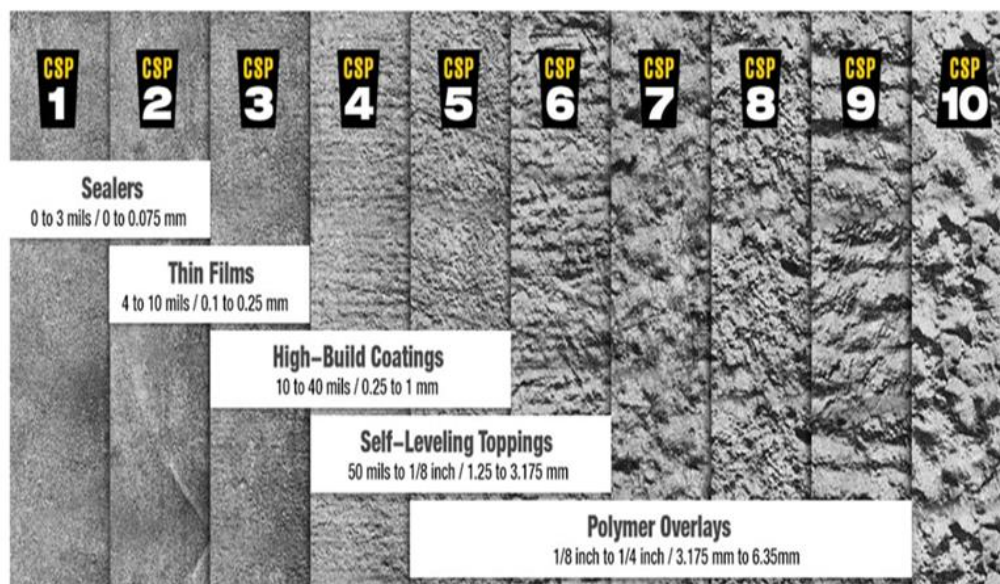 CSP 1
CSP 2
CSP 3
CSP 4
CSP 5
CSP 6
CSP 7
CSP 8
CSP 9
CSP 10
Sealers
0 to 3 mils / 0 to 0.075 mm
Thin Films
4 to 10 mils / 0.1 to 0.25 mm
High–Build Coatings
10 to 40 mils / 0.25 to 1 mm
Self–Leveling Toppings
50 mils to 1/8 inch / 1.25 to 3.175 mm
Polymer Overlays
1/8 inch to 1/4 inch / 3.175 mm to 6.35mm